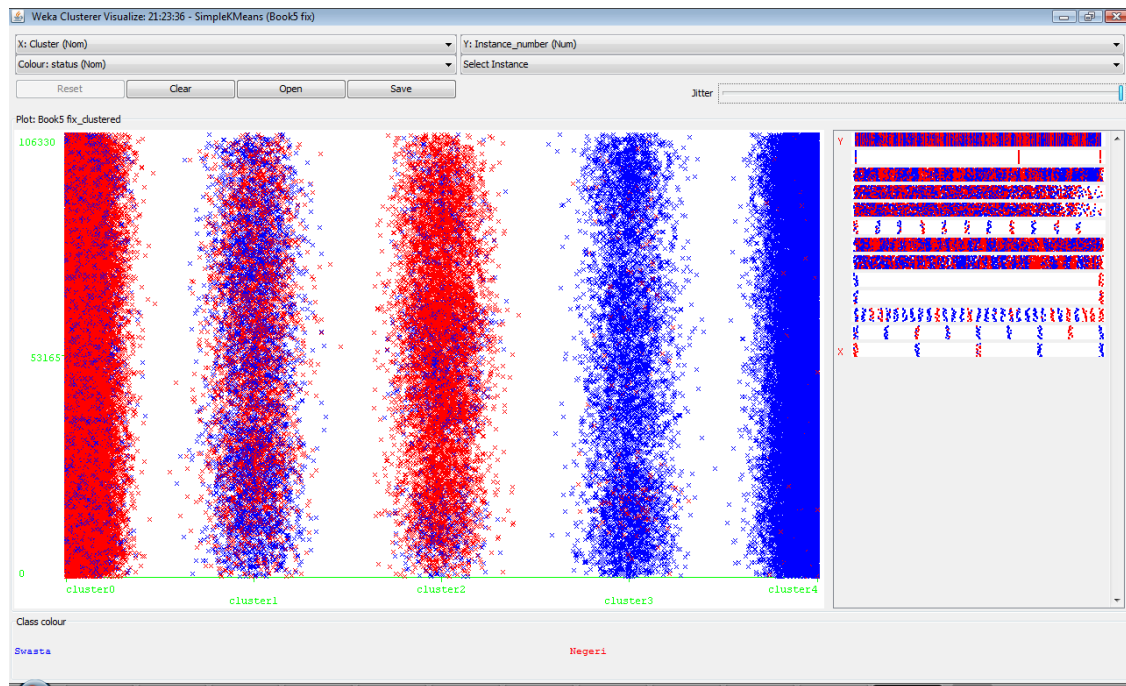 Weka Clusterer Visualize: 21:23:36 - SimpleKMeans (Book5 fix)
X: Cluster (Nom) Y: Instance_number (Num)
Colour: status (Nom) Select Instance
Reset Clear Open Save Jitter
Plot: Book5 fix_clustered
106330
53165
0
cluster0 cluster1 cluster2 cluster3 cluster4
Y
X
Class colour
Swasta Negeri